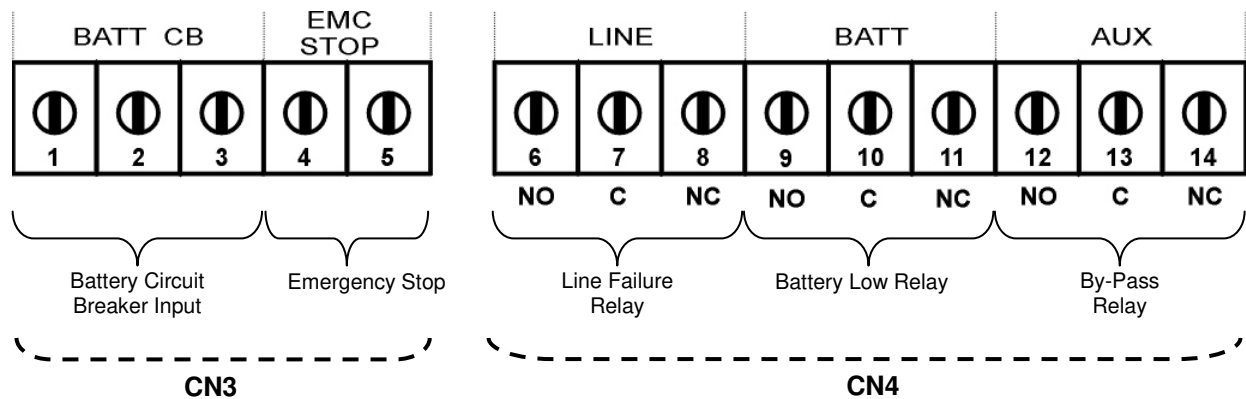 BATT CB
EMC
STOP
LINE
BATT
AUX
1 2 3 4 5 6 7 8 9 10 11 12 13 14
NO C NC NO C NC NO C NC
Battery Circuit
Breaker Input
Emergency Stop
Line Failure
Relay
Battery Low Relay
By-Pass
Relay
CN3
CN4